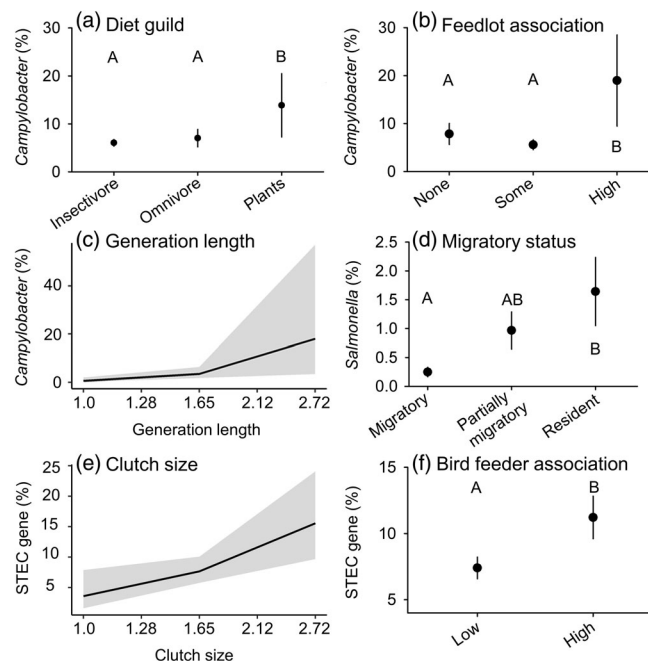 (a) Diet guild
Campylobacter (%)
30
20
10
0
A
A
B
Insectivore
Omnivore
Plants
(b) Feedlot association
Campylobacter (%)
30
20
10
0
A
A
B
None
Some
High
(c) Generation length
Campylobacter (%)
40
20
0
1.0
1.28
1.65
2.12
2.72
Generation length
(d) Migratory status
Salmonella (%)
2.5
2.0
1.5
1.0
0.5
0.0
A
AB
B
Migratory
Partially
migratory
Resident
(e) Clutch size
STEC gene (%)
25
20
15
10
5
1.0
1.28
1.65
2.12
2.72
Clutch size
(f) Bird feeder association
STEC gene (%)
15
10
5
A
B
Low
High